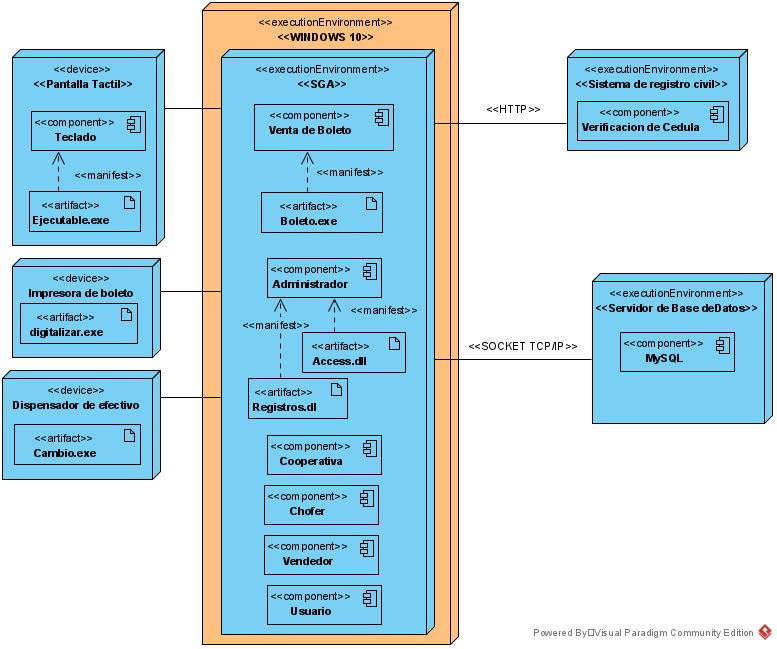 <<executionEnvironment>>
<<WINDOWS 10>>
<<device>>
<<Pantalla Tactil>>
<<component>>
Teclado
<<manifest>>
<<artifact>>
Ejecutable.exe
<<device>>
Impresora de boleto
<<artifact>>
digitalizar.exe
<<device>>
Dispensador de efectivo
<<artifact>>
Cambio.exe
<<executionEnvironment>>
<<SGA>>
<<component>>
Venta de Boleto
<<manifest>>
<<artifact>>
Boleto.exe
<<component>>
Administrador
<<manifest>>
<<manifest>>
<<artifact>>
Access.dll
<<artifact>>
Registros.dl
<<component>>
Cooperativa
<<component>>
Chofer
<<component>>
Vendedor
<<component>>
Usuario
<<HTTP>>
<<executionEnvironment>>
<<Sistema de registro civil>>
<<component>>
Verificacion de Cedula
<<SOCKET TCP/IP>>
<<executionEnvironment>>
<<Servidor de Base deDatos>>
<<component>>
MySQL
Powered By Visual Paradigm Community Edition